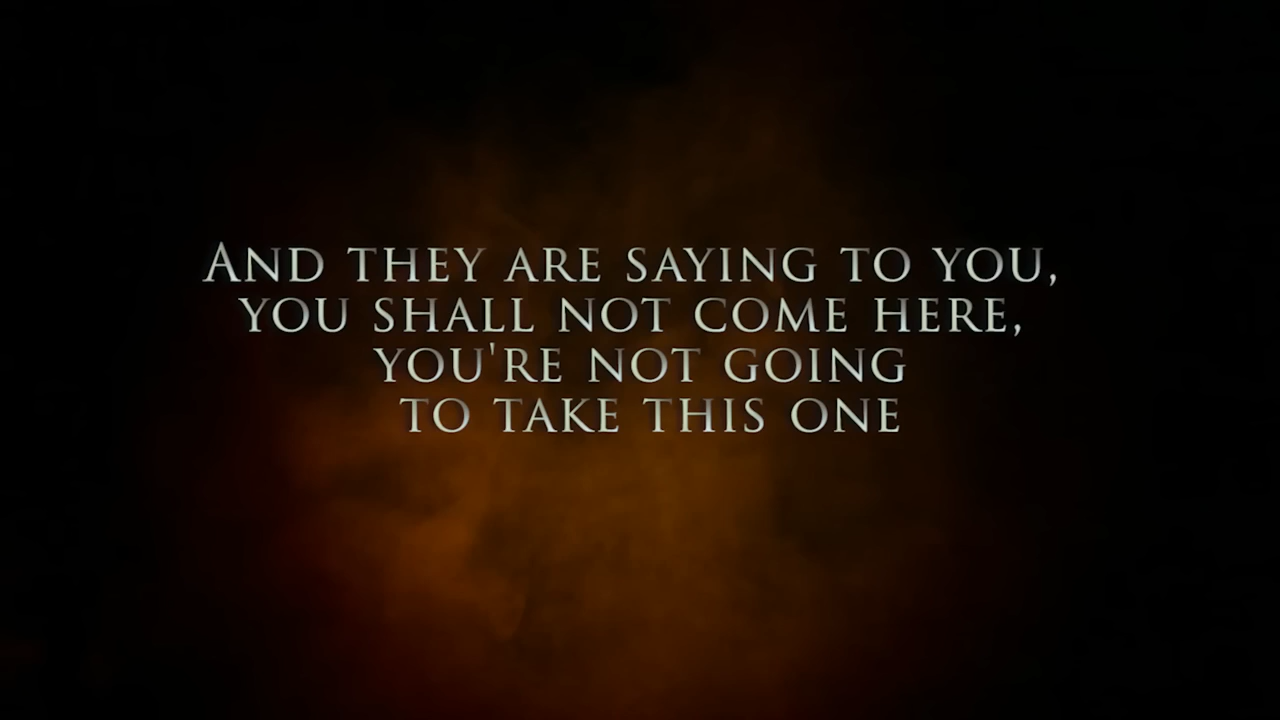 And they are saying to you,
you shall not come here,
you're not going
to take this one